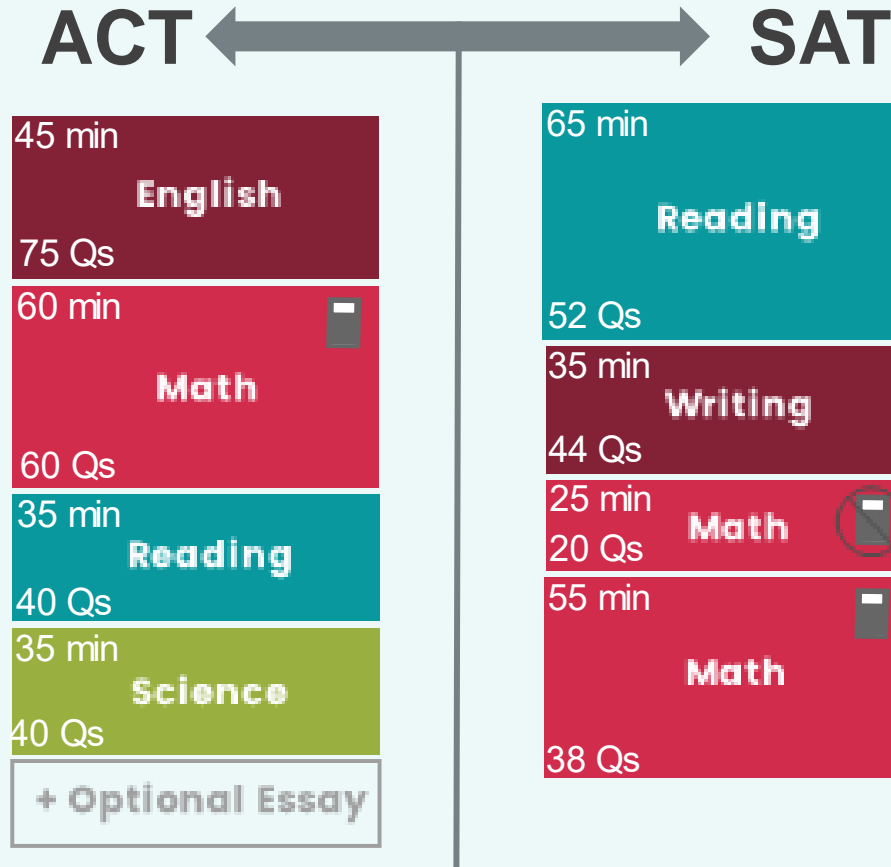 ACT
SAT
45 min
English
75 Qs
60 min
Math
60 Qs
35 min
Reading
40 Qs
35 min
Science
40 Qs
+ Optional Essay
65 min
Reading
52 Qs
35 min
Writing
44 Qs
25 min
Math
20 Qs
55 min
Math
38 Qs